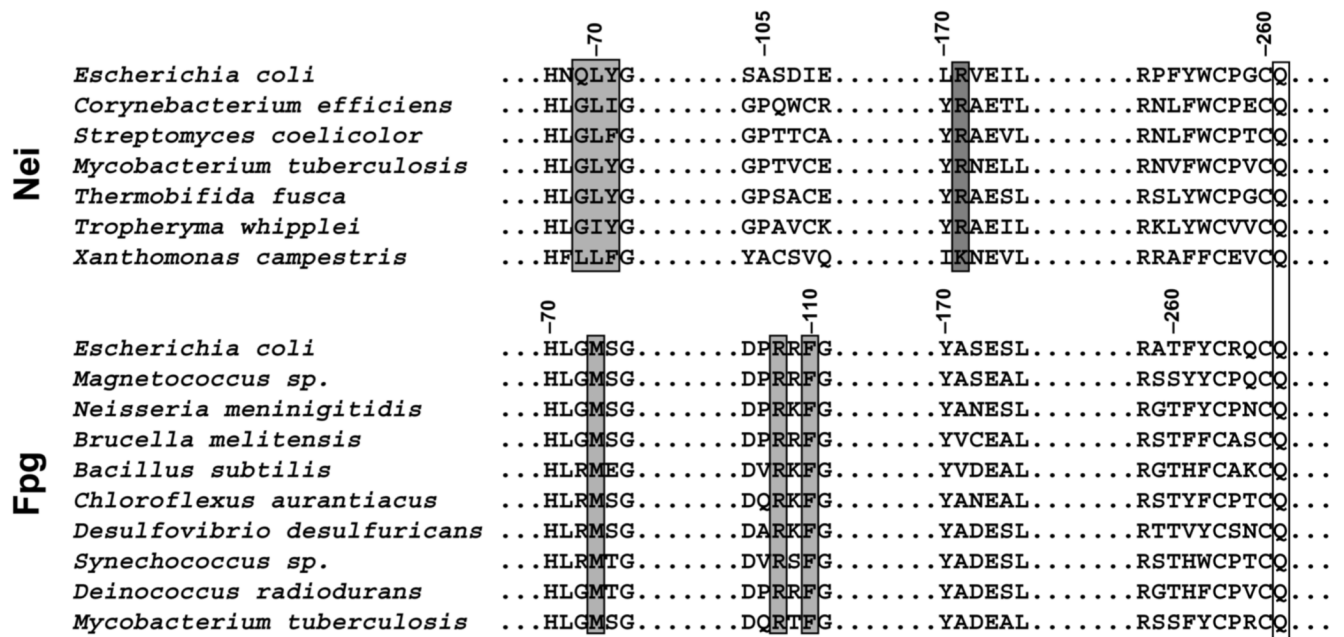 Nei
−70 −105 −170 −260
Escherichia coli ...HNQLYG.......SASDIE.......LRVEIL.......RPFYWCPGCQ...
Corynebacterium efficiens ...HLGLIG.......GPQWCR.......YRAETL.......RNLFWCPECQ...
Streptomyces coelicolor ...HLGLFG.......GPTTCA.......YRAEVL.......RNLFWCPTCQ...
Mycobacterium tuberculosis ...HLGLYG.......GPTVCE.......YRNELL.......RNVFWCPVCQ...
Thermobifida fusca ...HLGLYG.......GPSACE.......YRAESL.......RSLYWCPGCQ...
Tropheryma whipplei ...HLGIYG.......GPAVCK.......YRAEIL.......RKLYWCVVCQ...
Xanthomonas campestris ...HFLLFG.......YACSVQ.......IKNEVL.......RRAFFCEVCQ...
Fpg
−70 −110 −170 −260
Escherichia coli ...HLGMSG.......DPRRFG.......YASESL.......RATFYCRQCQ...
Magnetococcus sp. ...HLGMSG.......DPRRFG.......YASEAL.......RSSYYCPQCQ...
Neisseria meninigitidis ...HLGMSG.......DPRKFG.......YANESL.......RGTFYCPNCQ...
Brucella melitensis ...HLGMSG.......DPRRFG.......YVCEAL.......RSTFFCASCQ...
Bacillus subtilis ...HLRMEG.......DVRKFG.......YVDEAL.......RGTHFCAKCQ...
Chloroflexus aurantiacus ...HLRMSG.......DQRKFG.......YANEAL.......RSTYFCPTCQ...
Desulfovibrio desulfuricans ...HLRMSG.......DARKFG.......YADESL.......RTTVYCSNCQ...
Synechococcus sp. ...HLRMTG.......DVRSFG.......YADESL.......RSTHWCPTCQ...
Deinococcus radiodurans ...HLGMTG.......DPRRFG.......YADESL.......RGTHFCPVCQ...
Mycobacterium tuberculosis ...HLGMSG.......DQRTFG.......YADESL.......RSSFYCPRCQ...